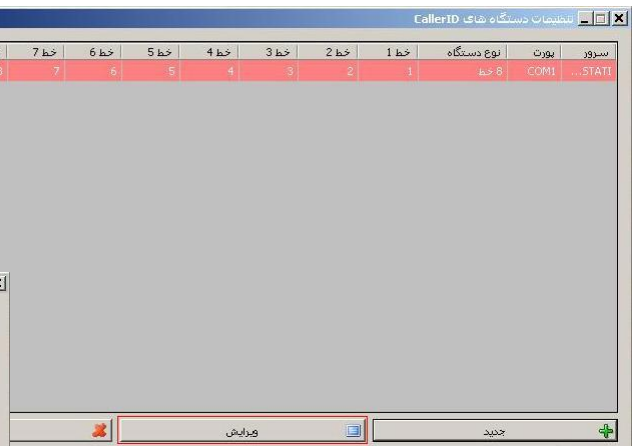 تنظیمات دستگاه های CallerID
سرور پورت نوع دستگاه خط 1 خط 2 خط 3 خط 4 خط 5 خط 6 خط 7
STATI... COM1 8 خط 1 2 3 4 5 6 7
جدید ویرایش